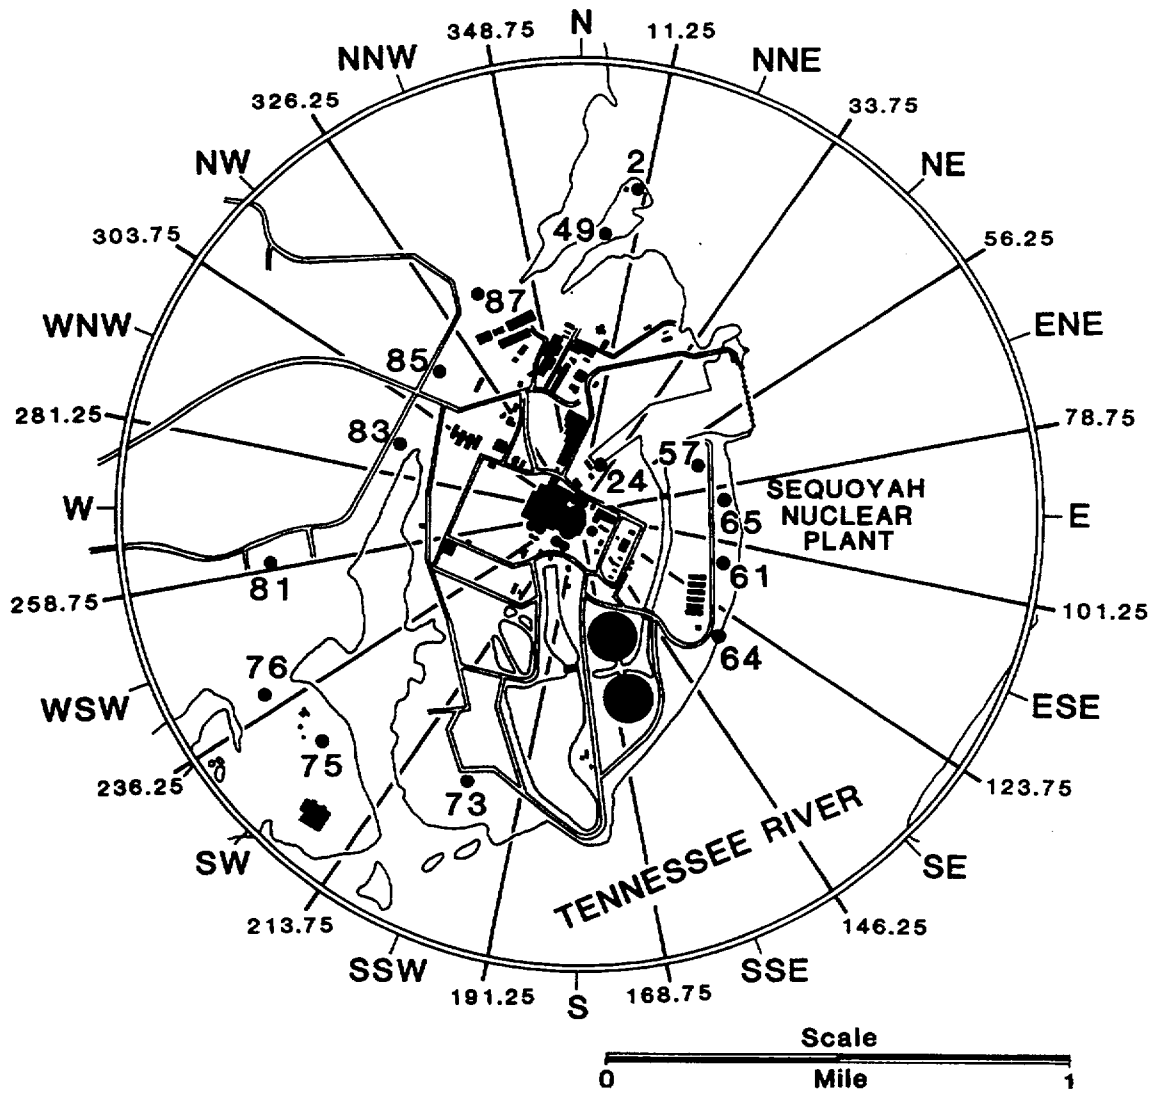 N
348.75
11.25
NNW
NNE
326.25
33.75
NW
2
NE
49
303.75
56.25
87
WNW
ENE
85
281.25
78.75
83
57
24
SEQUOYAH
NUCLEAR
PLANT
65
W
E
61
81
258.75
101.25
64
76
WSW
ESE
75
236.25
73
123.75
TENNESSEE RIVER
SW
SE
213.75
146.25
SSW
SSE
191.25
168.75
S
Scale
0
Mile
1